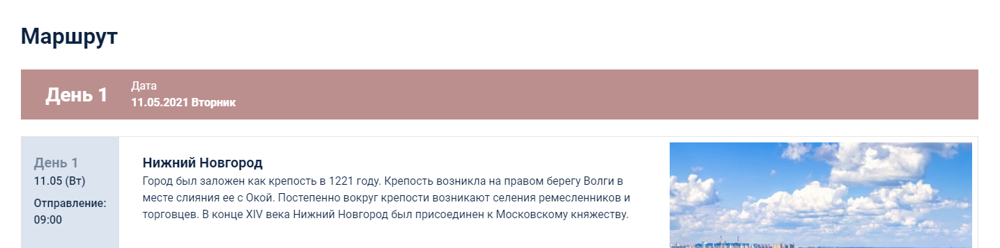 Маршрут
День 1
Дата
11.05.2021 Вторник
День 1
11.05 (Вт)
Отправление:
09:00
Нижний Новгород
Город был заложен как крепость в 1221 году. Крепость возникла на правом берегу Волги в
месте слияния ее с Окой. Постепенно вокруг крепости возникают селения ремесленников и
торговцев. В конце XIV века Нижний Новгород был присоединен к Московскому княжеству.